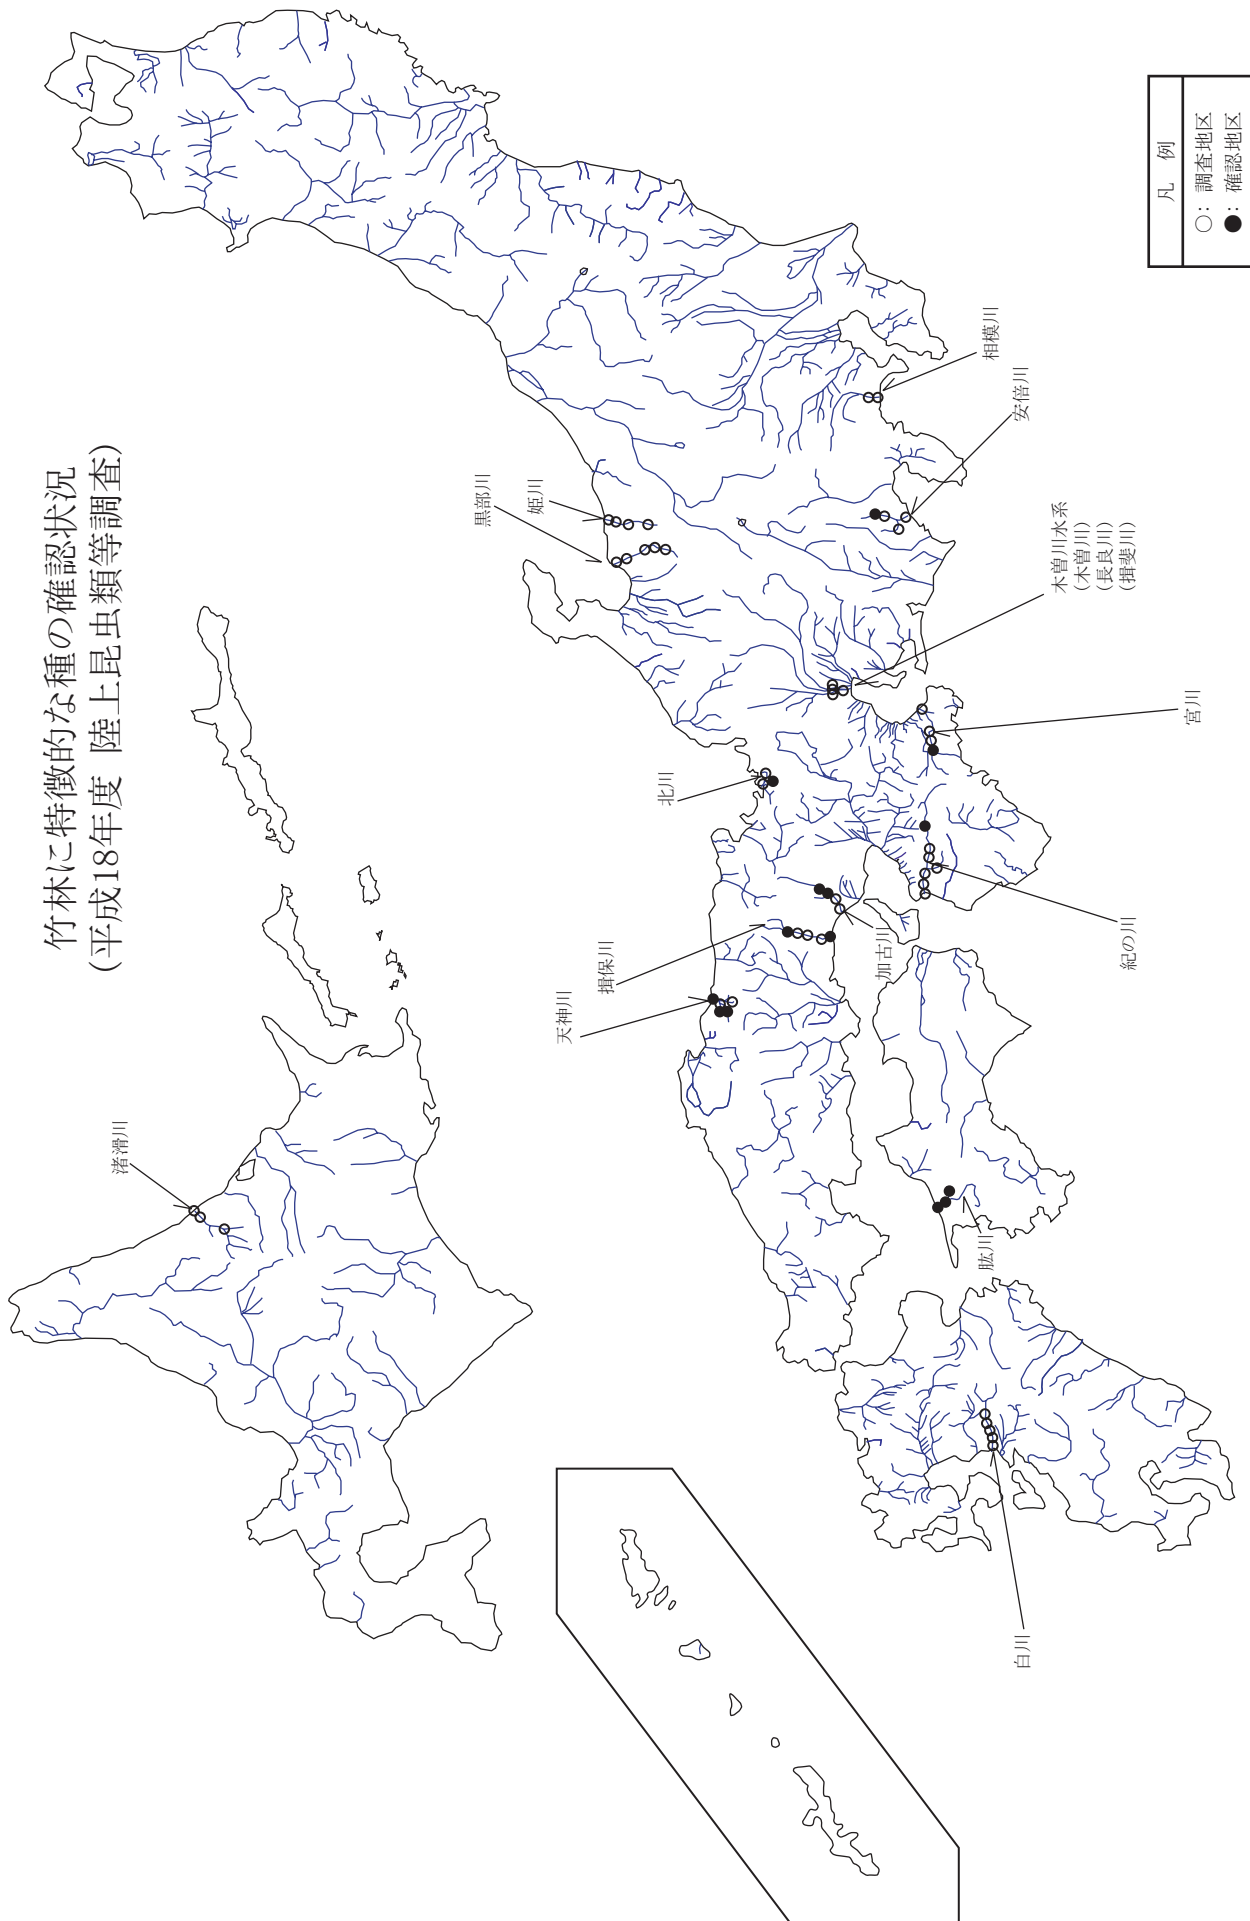 竹林に特徴的な種の確認状況
(平成18年度 陸上昆虫類等調査)
凡 例
○: 調査地区
●: 確認地区
渚滑川
黒部川
姫川
相模川
安倍川
木曽川水系
(木曽川)
(長良川)
(揖斐川)
宮川
北川
紀の川
加古川
揖保川
天神川
肱川
白川